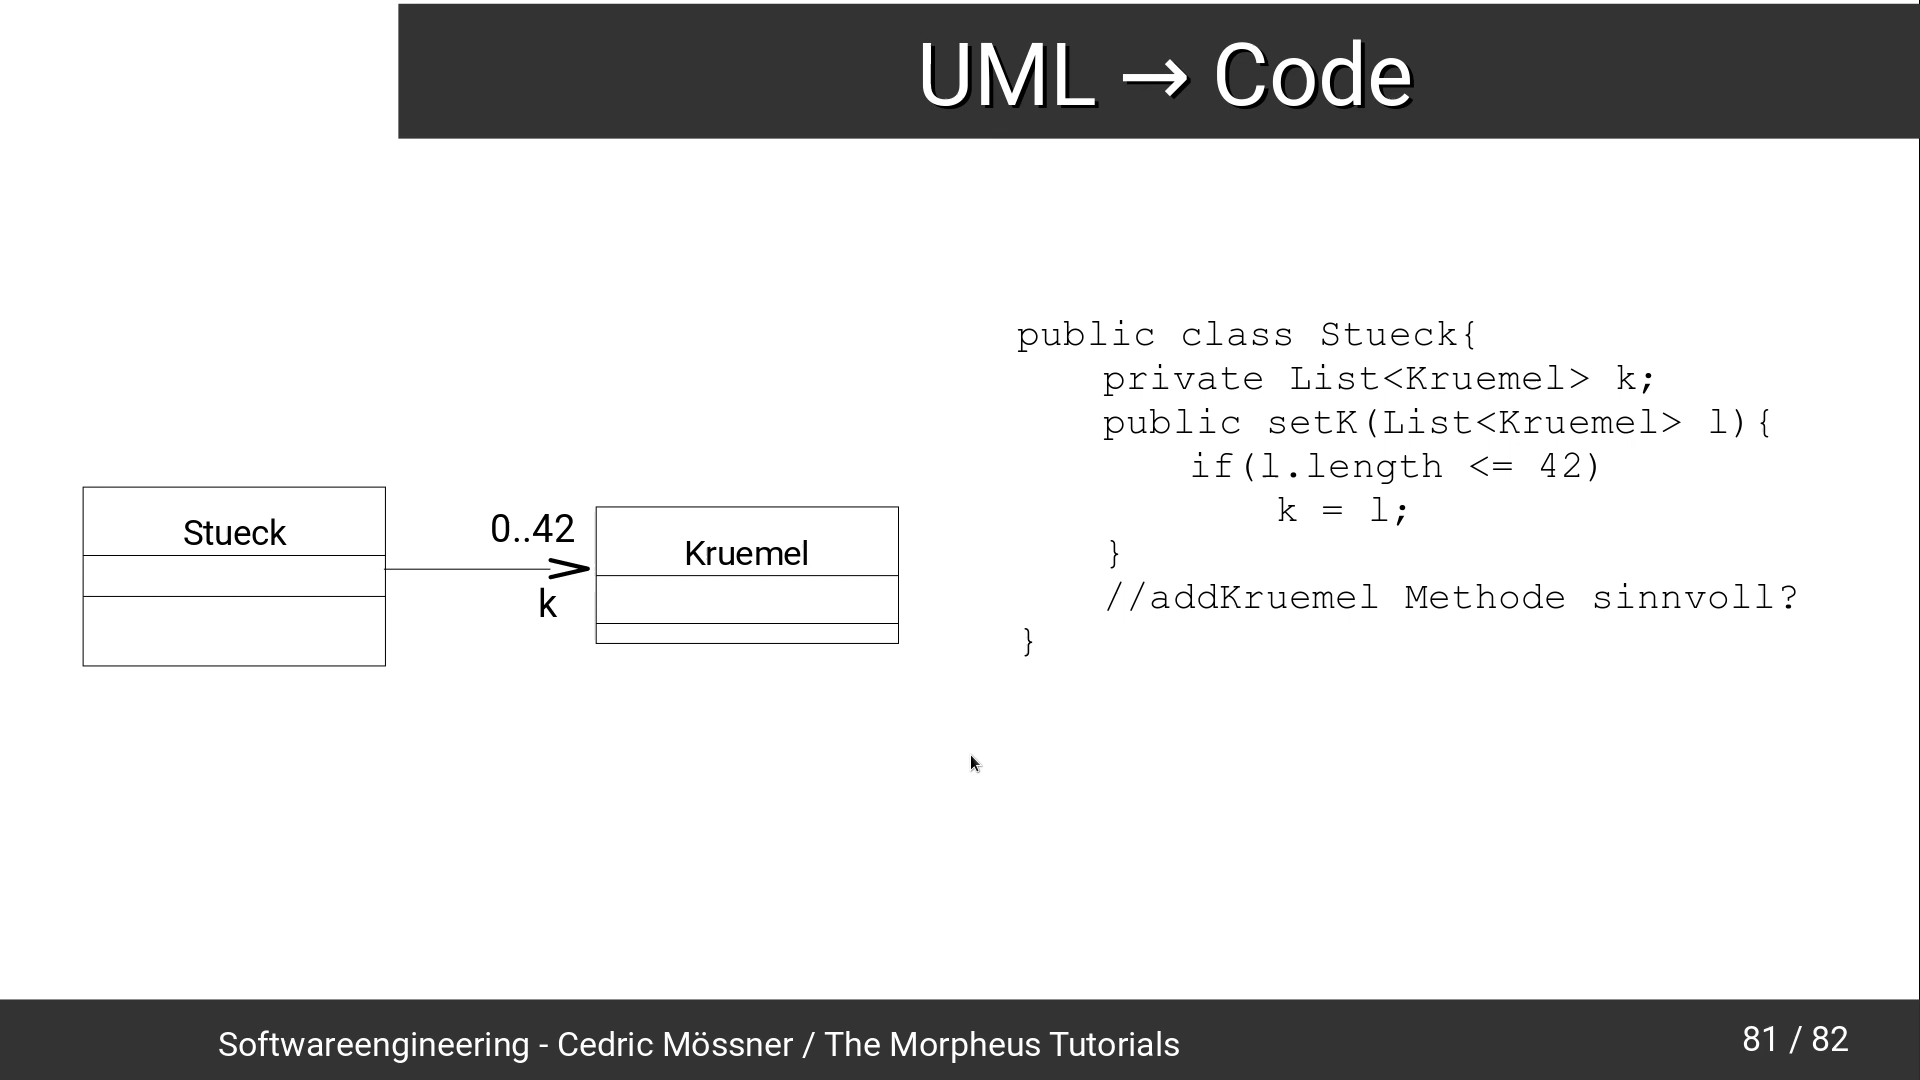 UML → Code
Stueck
0..42
k
Kruemel
public class Stueck{
    private List<Kruemel> k;
    public setK(List<Kruemel> l){
        if(l.length <= 42)
            k = l;
    }
    //addKruemel Methode sinnvoll?
}
Softwareengineering - Cedric Mössner / The Morpheus Tutorials
81 / 82